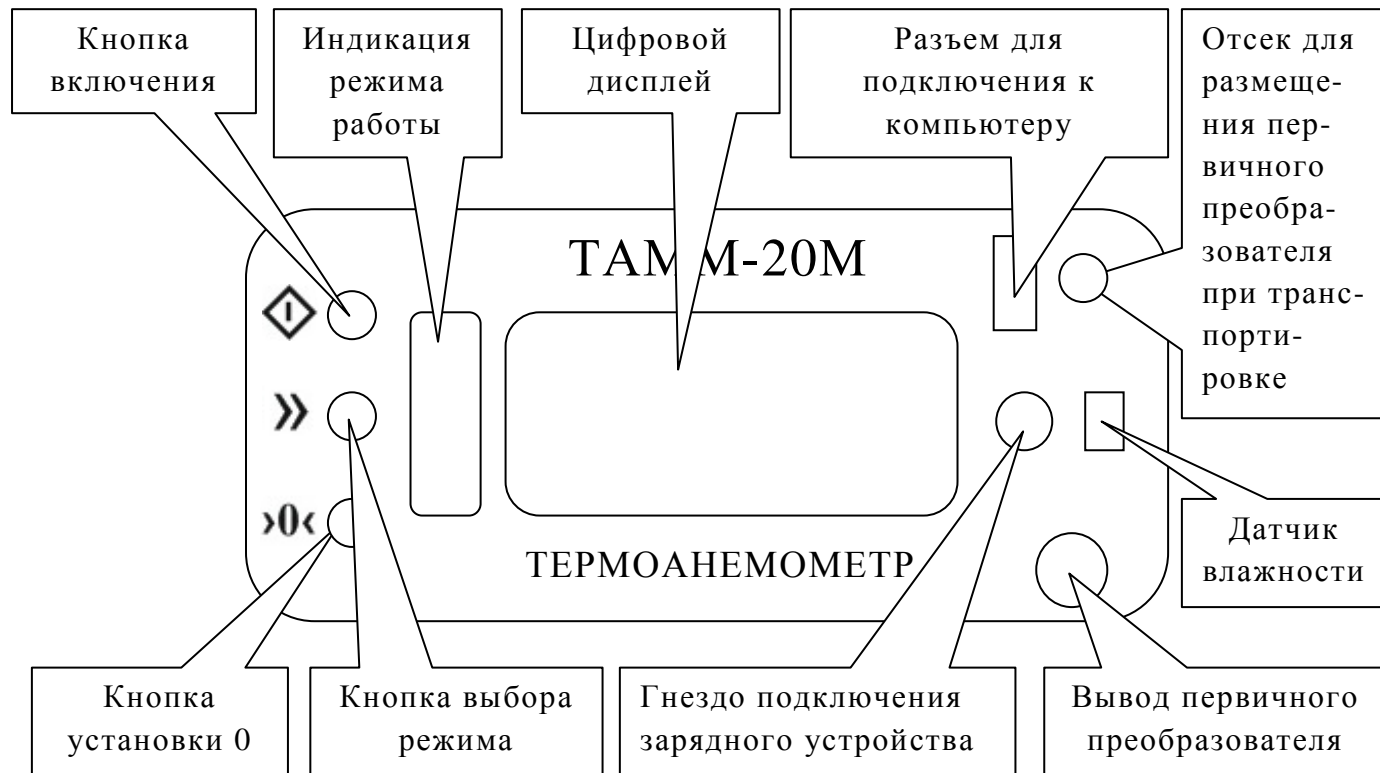 Кнопка
включения
Индикация
режима
работы
Цифровой
дисплей
Разъем для
подключения к
компьютеру
Отсек для
размеще-
ния пер-
вичного
преобра-
зователя
при транс-
порти-
ровке
ТАММ-20М
»
›0‹
ТЕРМОАНЕМОМЕТР
Датчик
влажности
Кнопка
установки 0
Кнопка выбора
режима
Гнездо подключения
зарядного устройства
Вывод первичного
преобразователя